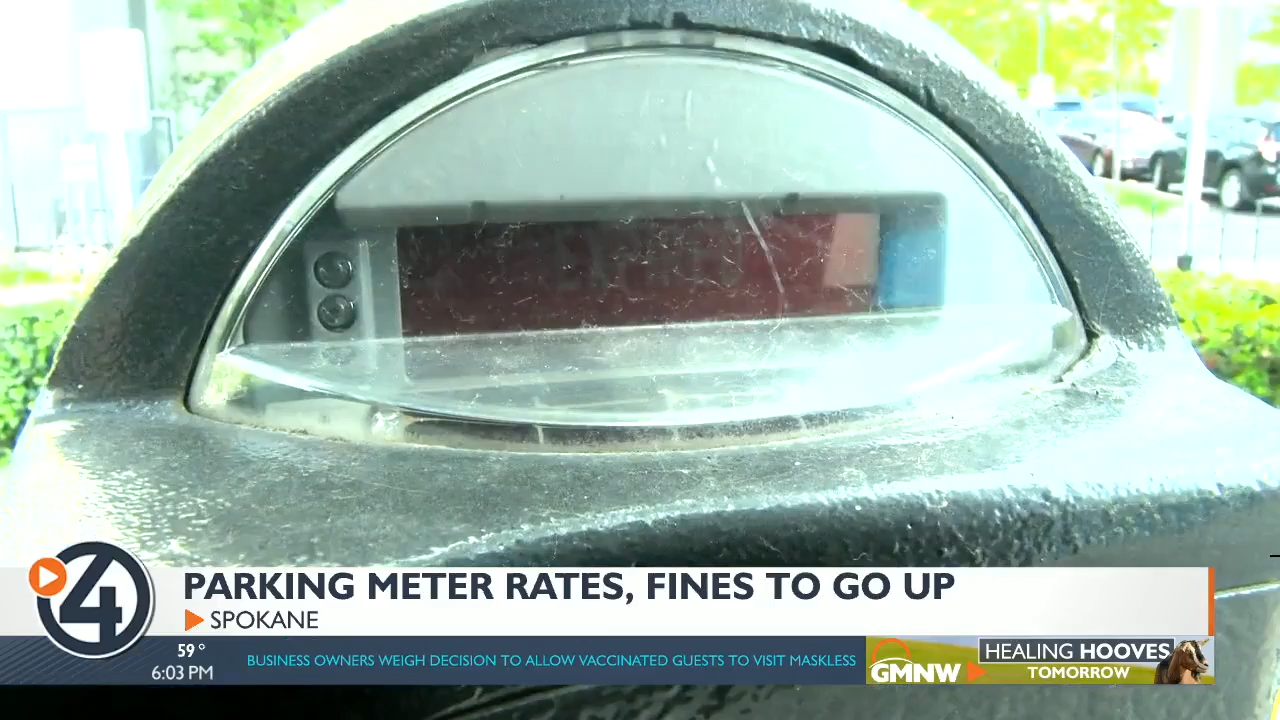 EXPIRED
4
PARKING METER RATES, FINES TO GO UP
SPOKANE
59°
6:03 PM
BUSINESS OWNERS WEIGH DECISION TO ALLOW VACCINATED GUESTS TO VISIT MASKLESS
GMNW
HEALING HOOVES
TOMORROW